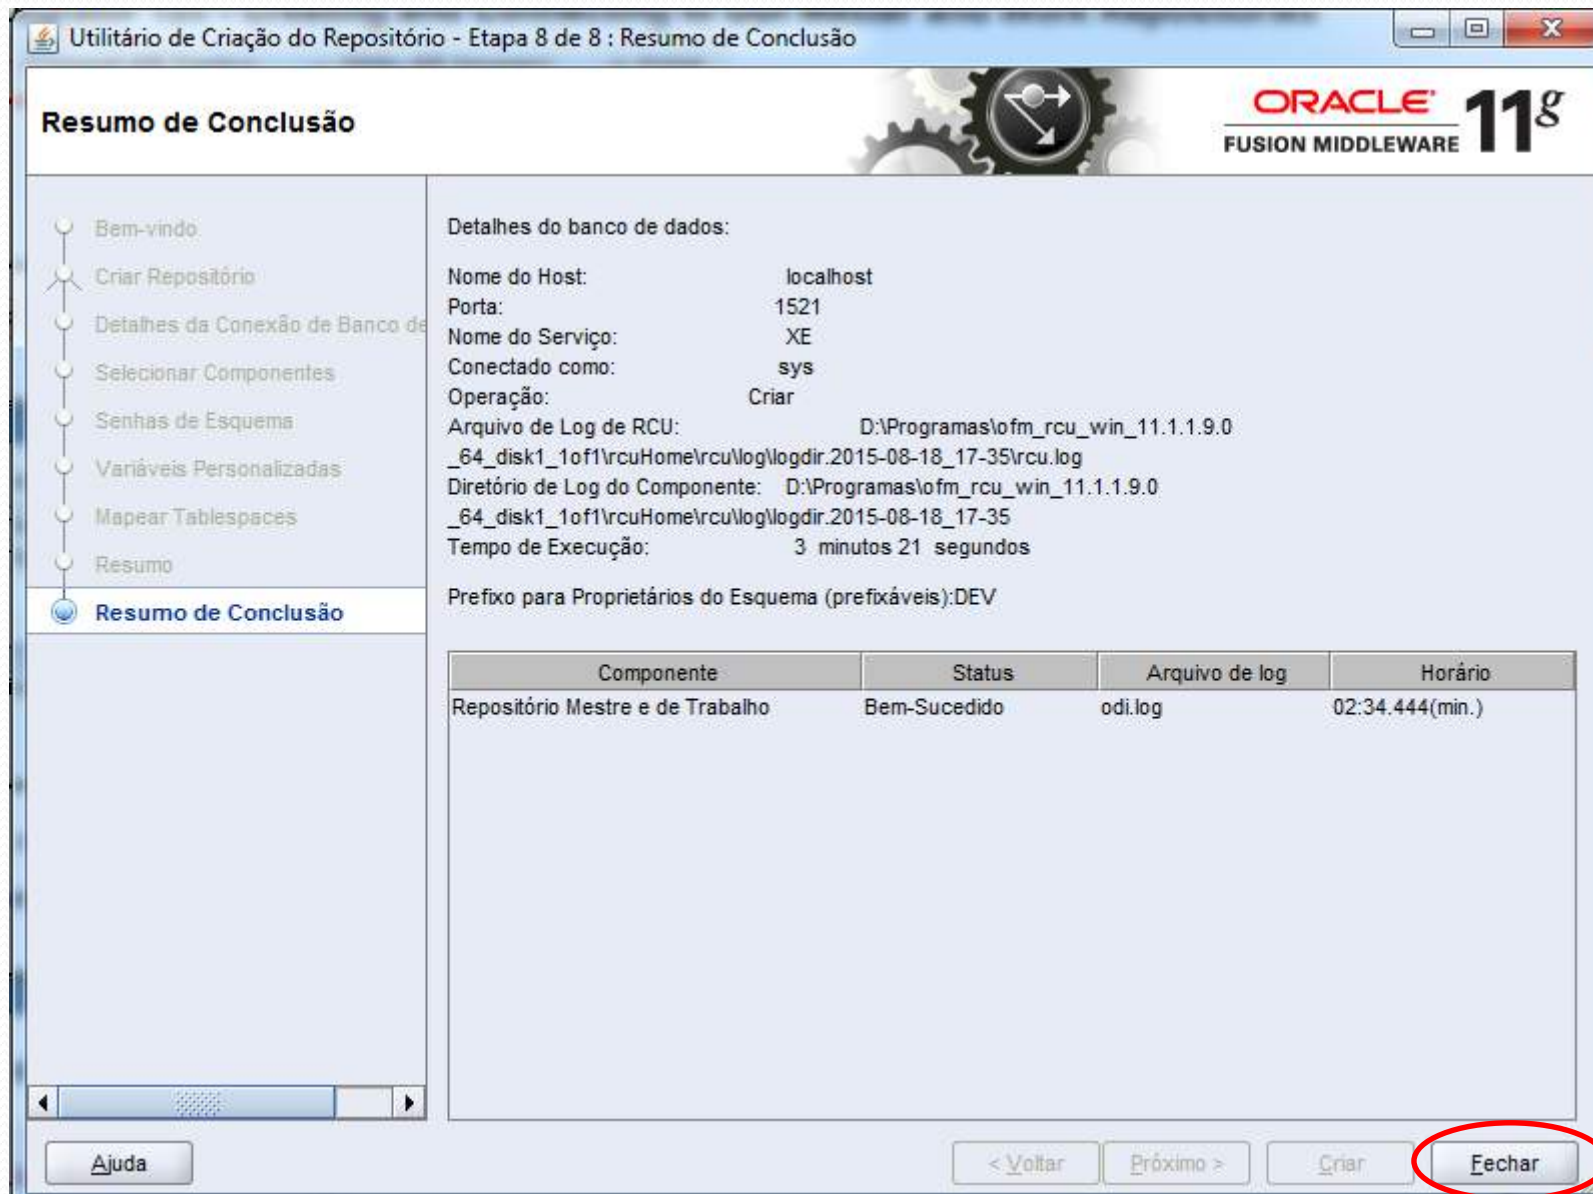 Utilitário de Criação do Repositório - Etapa 8 de 8 : Resumo de Conclusão
Resumo de Conclusão
ORACLE 11g
FUSION MIDDLEWARE
Bem-vindo
Criar Repositório
Detalhes da Conexão de Banco de
Selecionar Componentes
Senhas de Esquema
Variáveis Personalizadas
Mapear Tablespaces
Resumo
Resumo de Conclusão
Detalhes do banco de dados:
Nome do Host: localhost
Porta: 1521
Nome do Serviço: XE
Conectado como: sys
Operação: Criar
Arquivo de Log de RCU: D:\Programas\ofm_rcu_win_11.1.1.9.0
_64_disk1_1of1\rcuHome\rcu\log\logdir.2015-08-18_17-35\rcu.log
Diretório de Log do Componente: D:\Programas\ofm_rcu_win_11.1.1.9.0
_64_disk1_1of1\rcuHome\rcu\log\logdir.2015-08-18_17-35
Tempo de Execução: 3 minutos 21 segundos
Prefixo para Proprietários do Esquema (prefixáveis):DEV
Componente Status Arquivo de log Horário
Repositório Mestre e de Trabalho Bem-Sucedido odi.log 02:34.444(min.)
Ajuda < Voltar Próximo > Criar Fechar